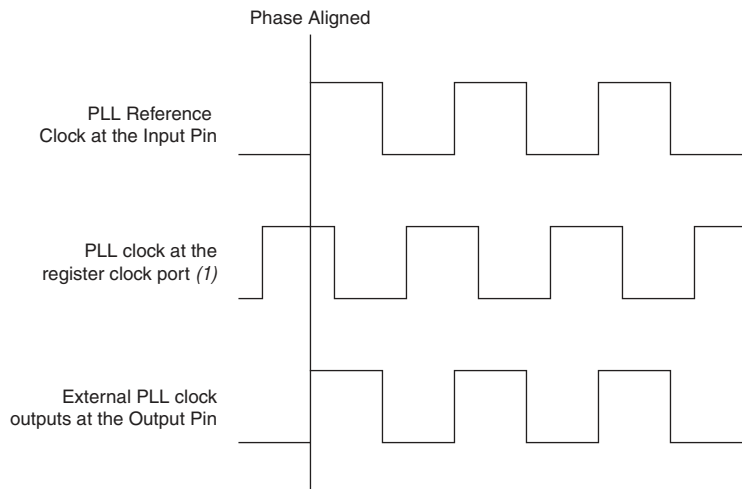 Phase Aligned
PLL Reference
Clock at the Input Pin
PLL clock at the
register clock port (1)
External PLL clock
outputs at the Output Pin